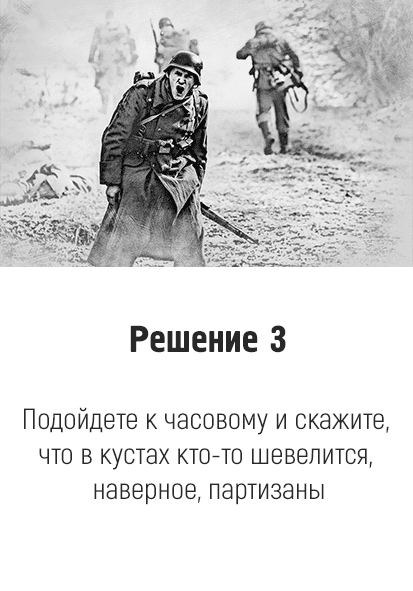 Решение 3
Подойдете к часовому и скажите,
что в кустах кто-то шевелится,
наверное, партизаны